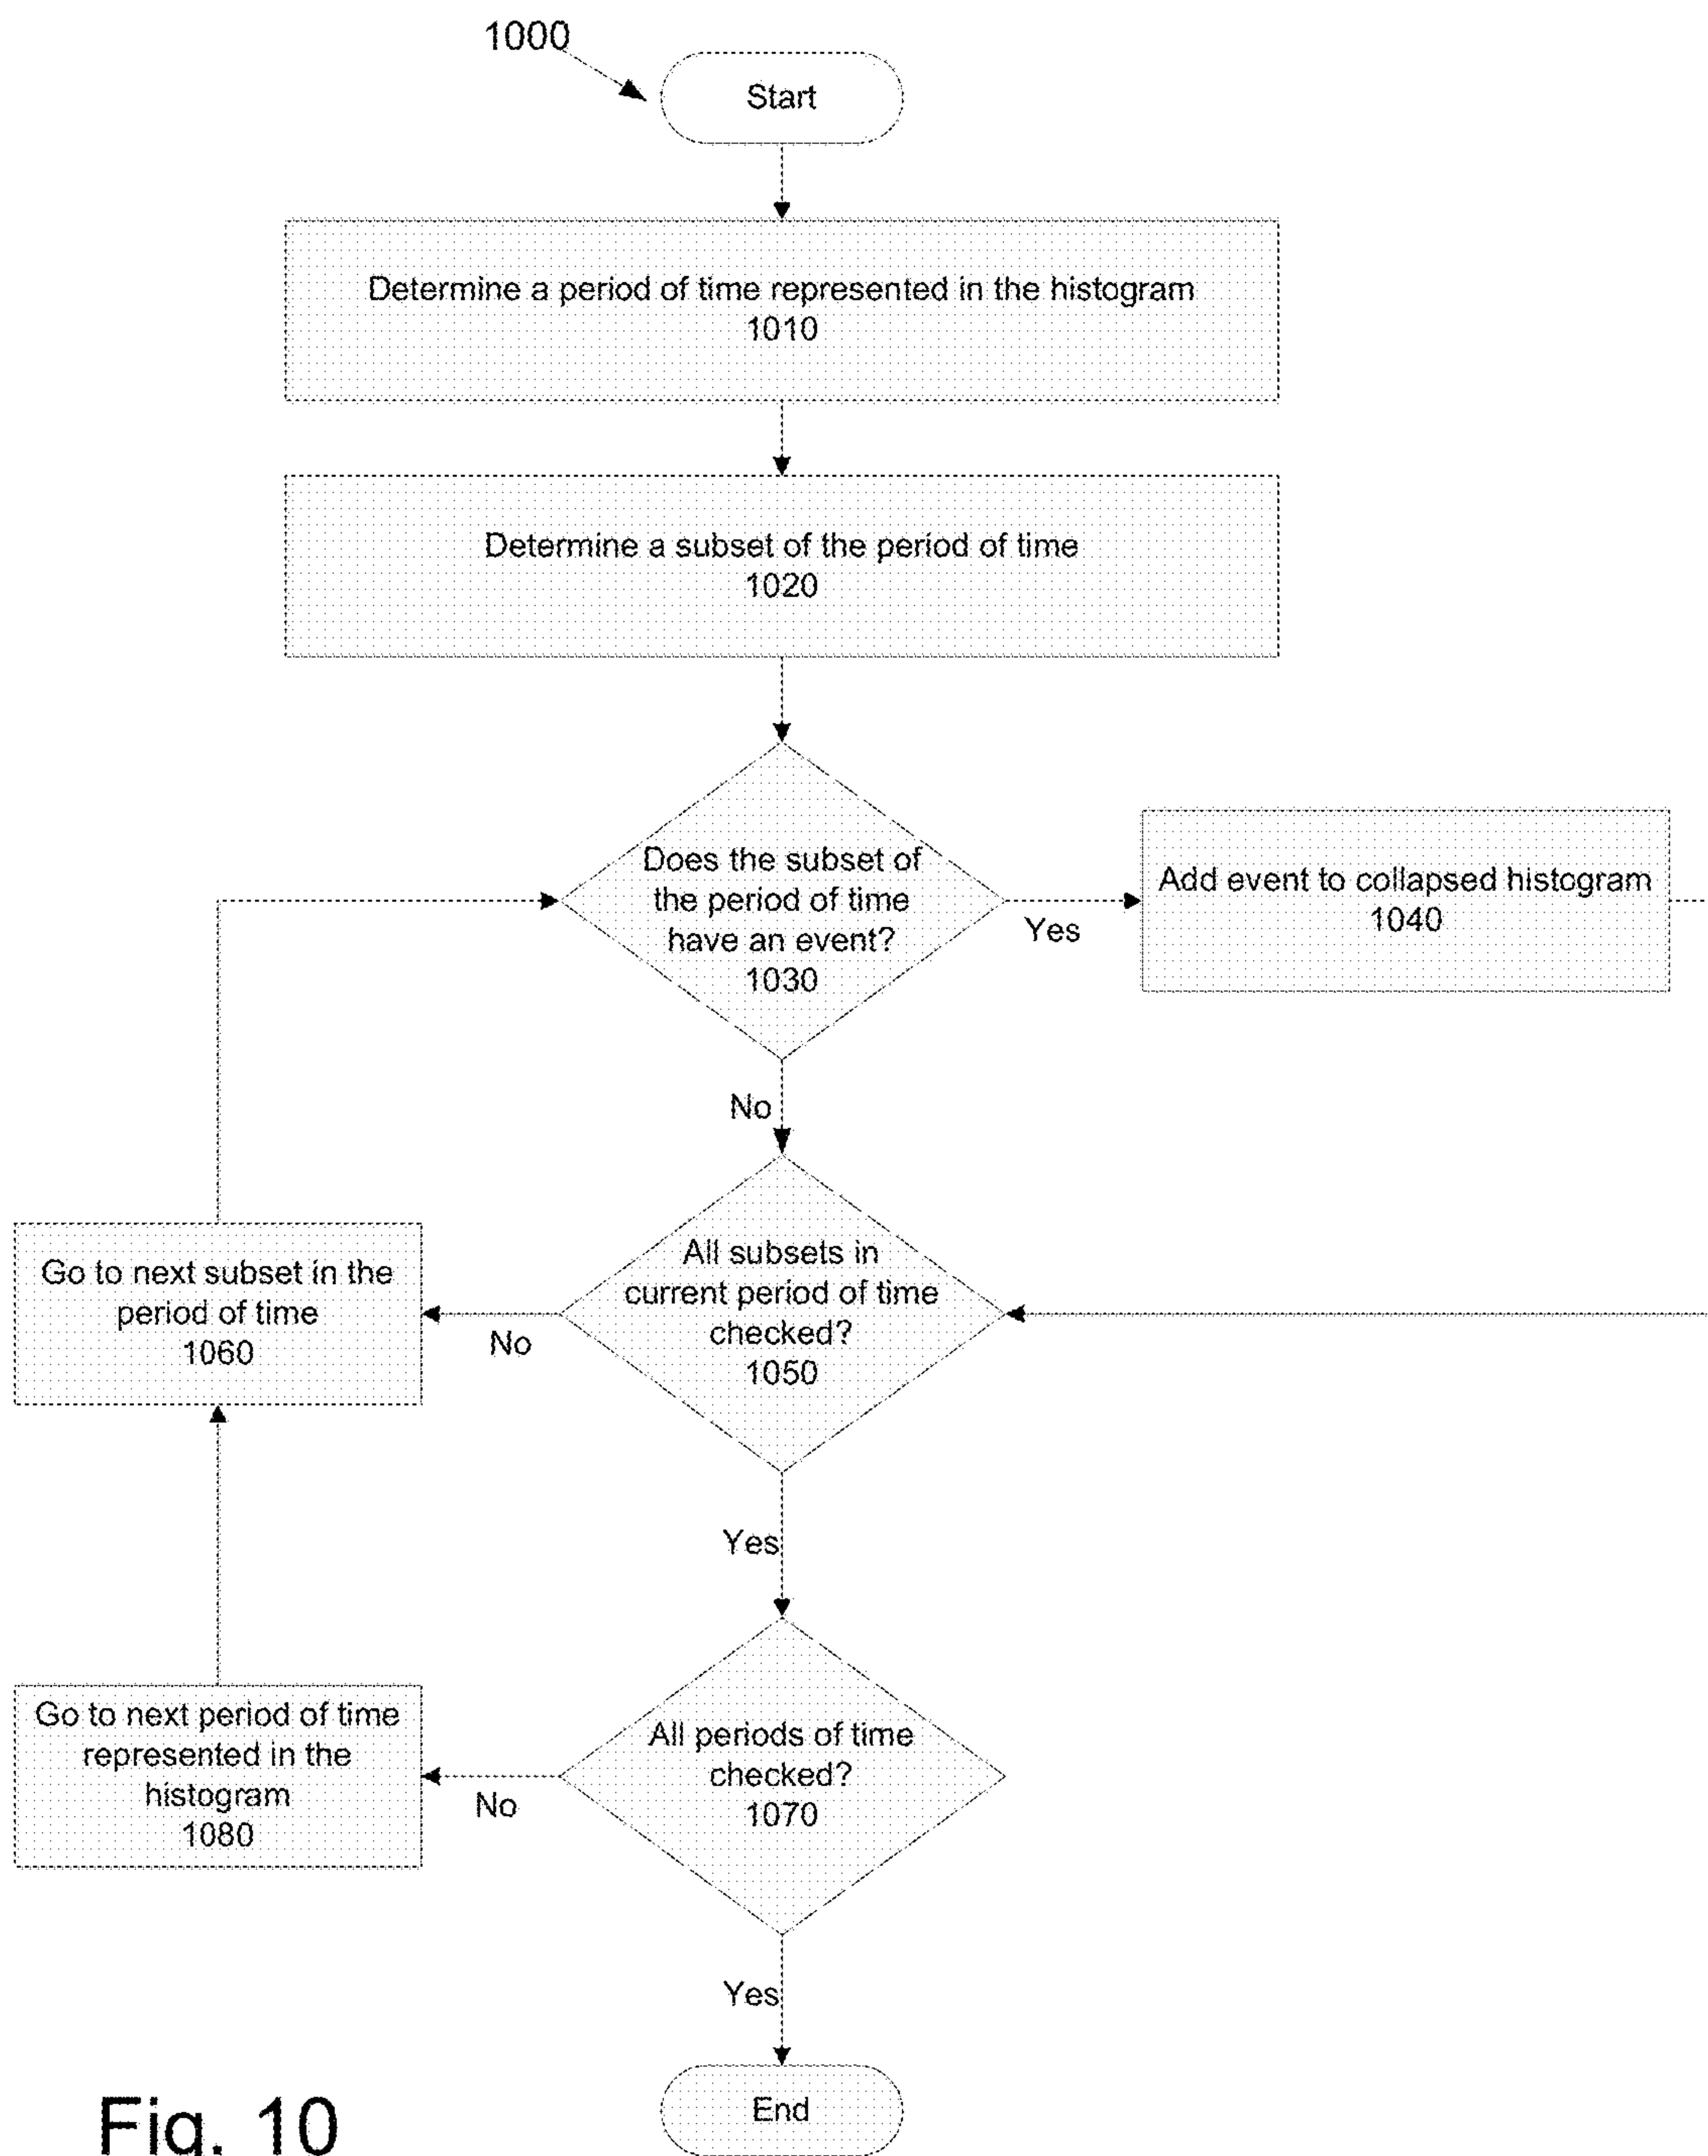 1000
Start
Determine a period of time represented in the histogram
1010
Determine a subset of the period of time
1020
Does the subset of
the period of time
have an event?
1030
Yes
Add event to collapsed histogram
1040
No
All subsets in
current period of time
checked?
1050
No
Go to next subset in the
period of time
1060
Yes
All periods of time
checked?
1070
No
Go to next period of time
represented in the
histogram
1080
Yes
End
Fig. 10